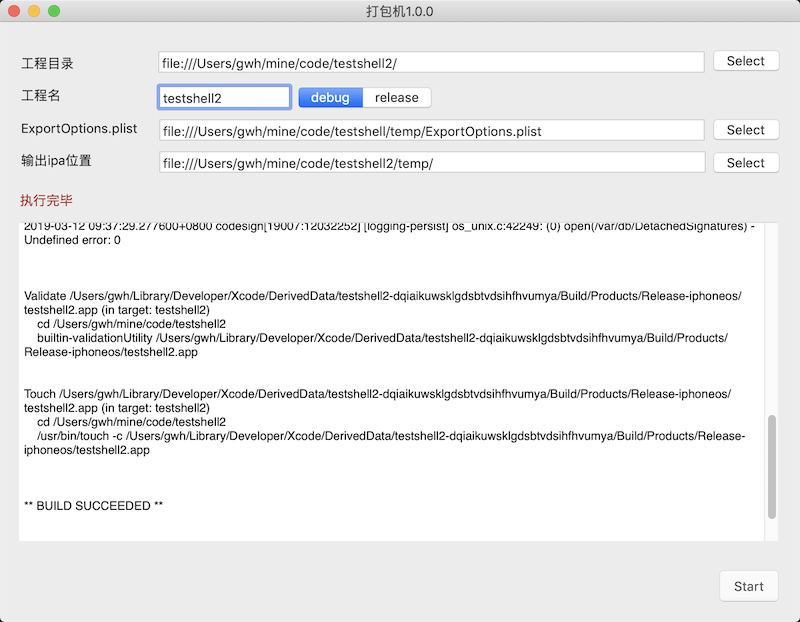 打包机1.0.0
工程目录 file:///Users/gwh/mine/code/testshell2/ Select
工程名 testshell2 debug release
ExportOptions.plist file:///Users/gwh/mine/code/testshell/temp/ExportOptions.plist Select
输出ipa位置 file:///Users/gwh/mine/code/testshell2/temp/ Select
执行完毕
2019-03-12 09:37:29.277600+0800 codesign[19007:12032252] [logging-persist] os_unix.c:42249: (0) open(/var/db/DetachedSignatures) -
Undefined error: 0
Validate /Users/gwh/Library/Developer/Xcode/DerivedData/testshell2-dqiaikuwsklgdsbtvdsihfhvumya/Build/Products/Release-iphoneos/
testshell2.app (in target: testshell2)
cd /Users/gwh/mine/code/testshell2
builtin-validationUtility /Users/gwh/Library/Developer/Xcode/DerivedData/testshell2-dqiaikuwsklgdsbtvdsihfhvumya/Build/Products/
Release-iphoneos/testshell2.app
Touch /Users/gwh/Library/Developer/Xcode/DerivedData/testshell2-dqiaikuwsklgdsbtvdsihfhvumya/Build/Products/Release-iphoneos/
testshell2.app (in target: testshell2)
cd /Users/gwh/mine/code/testshell2
/usr/bin/touch -c /Users/gwh/Library/Developer/Xcode/DerivedData/testshell2-dqiaikuwsklgdsbtvdsihfhvumya/Build/Products/Release-
iphoneos/testshell2.app
** BUILD SUCCEEDED **
Start